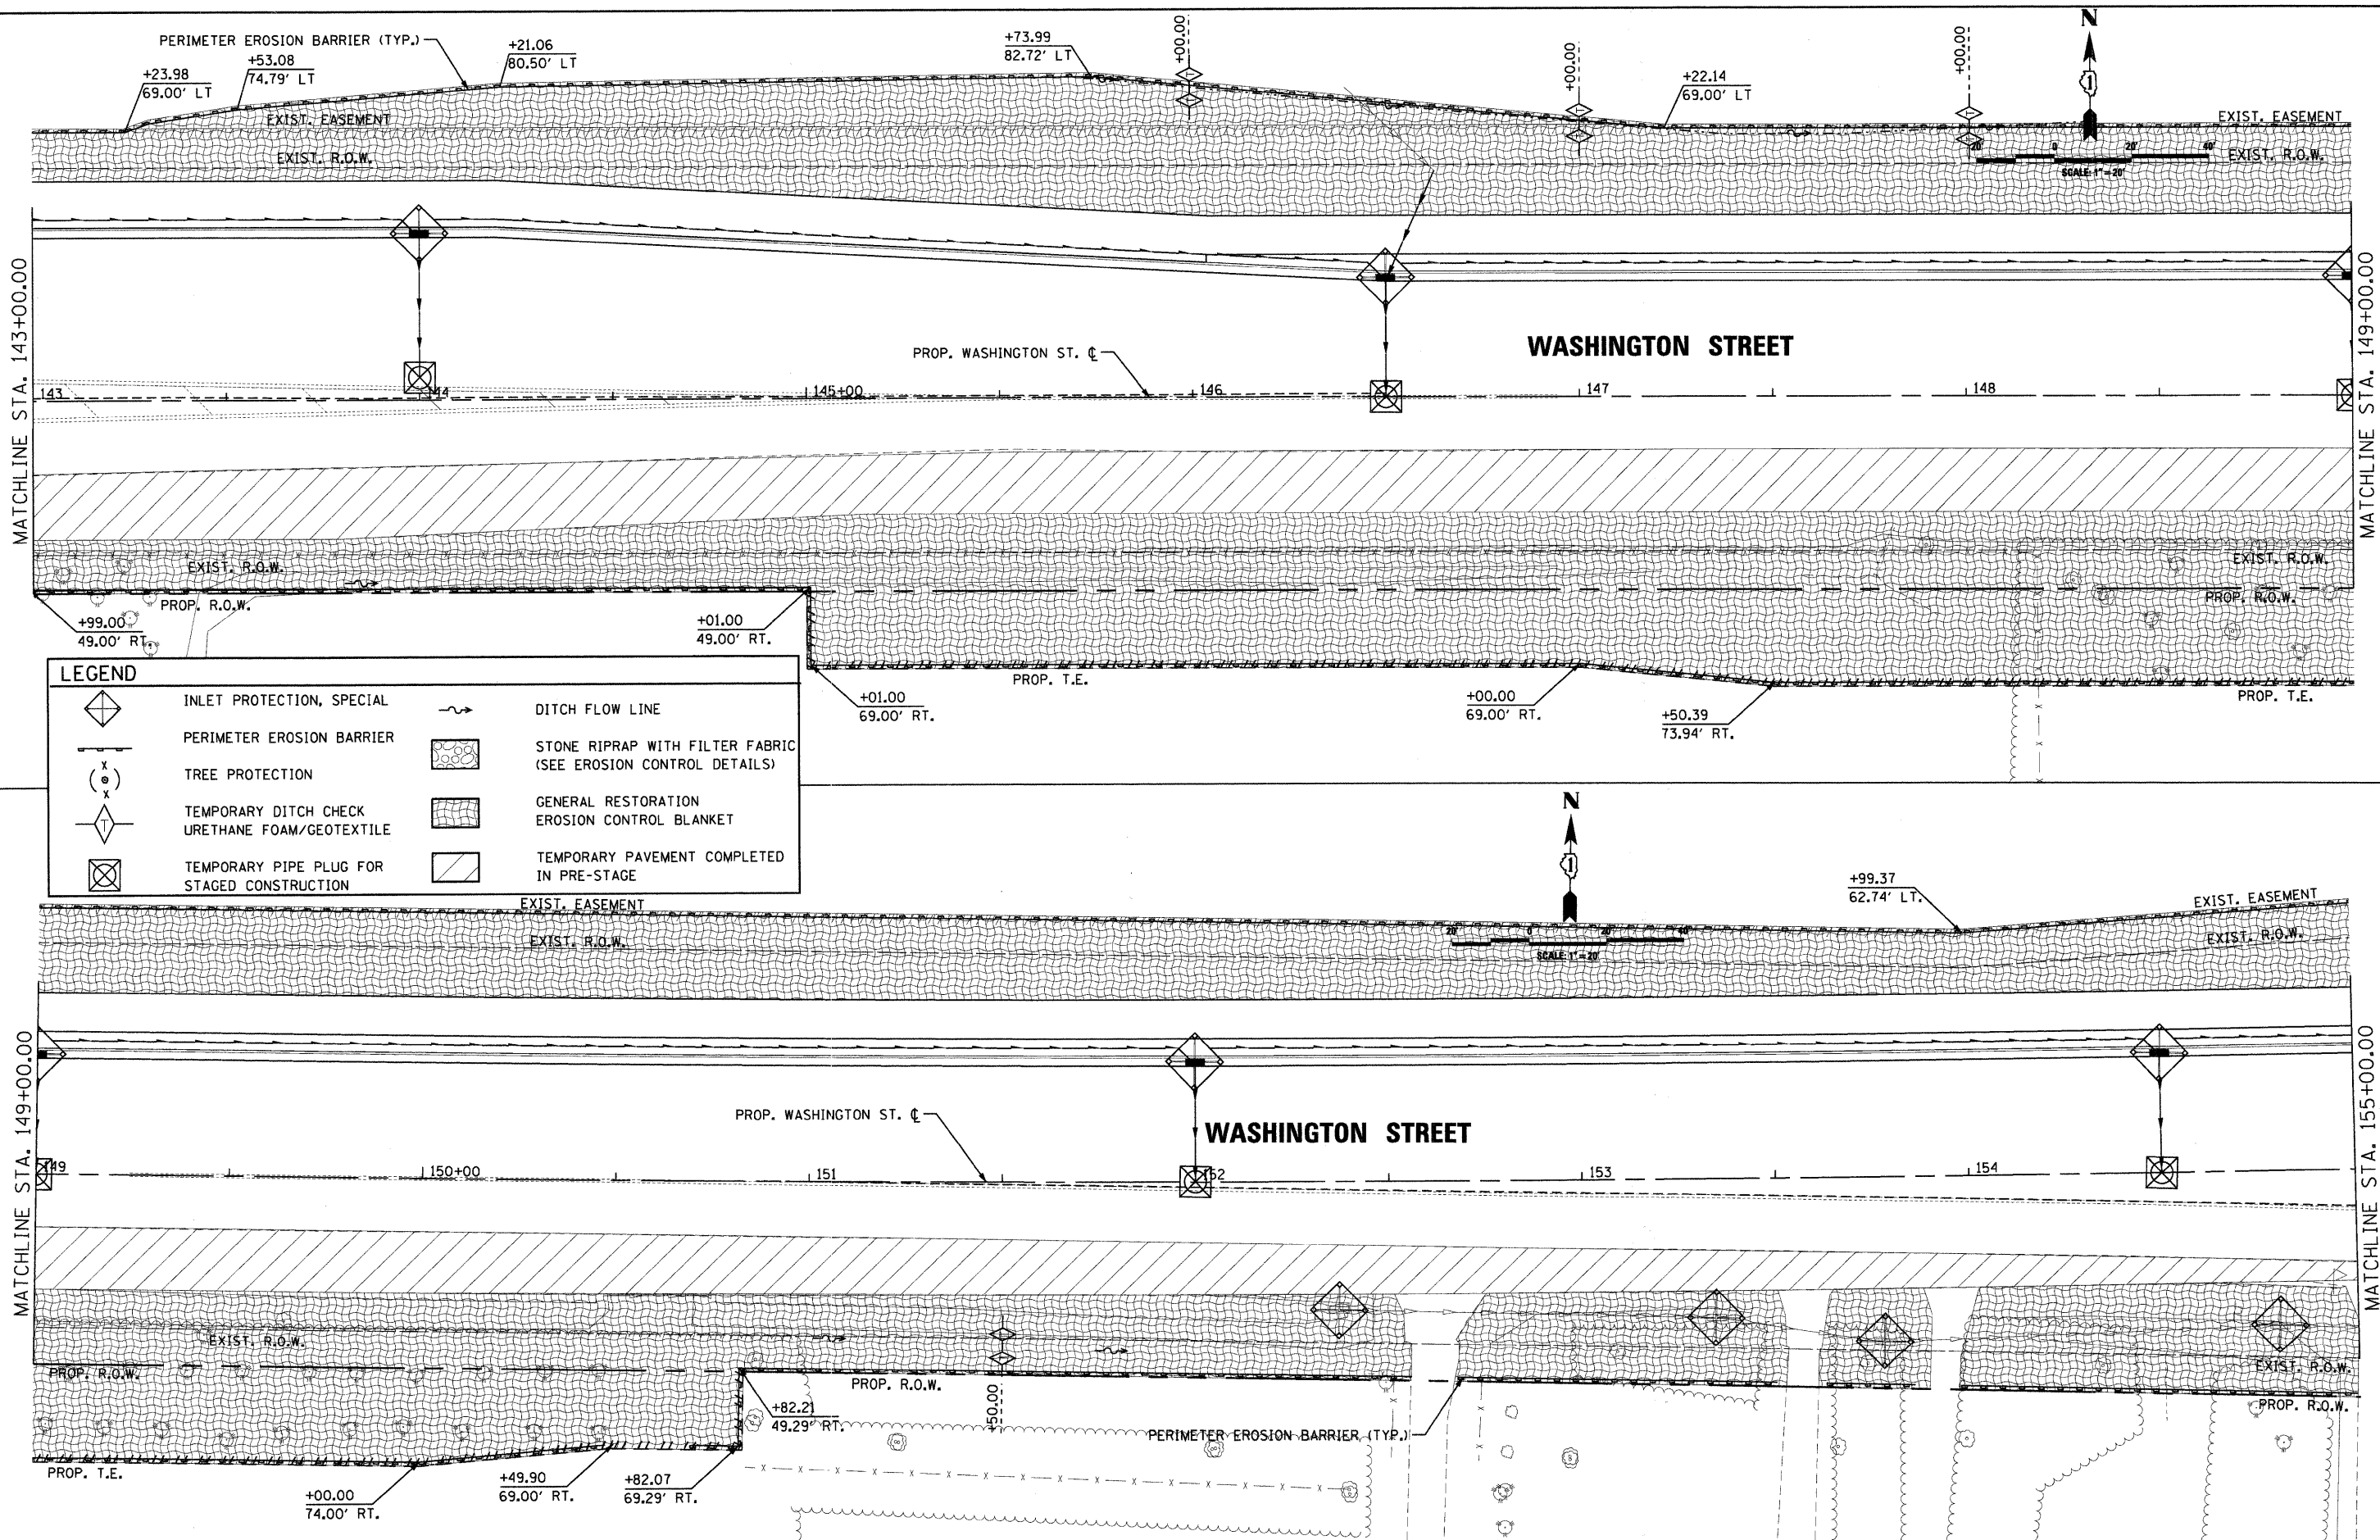 PERIMETER EROSION BARRIER (TYP.)
+23.98
69.00' LT
+53.08
74.79' LT
+21.06
80.50' LT
+73.99
82.72' LT
+00.00
+00.00
+22.14
69.00' LT
+00.00
N
1
EXIST. EASEMENT
EXIST. R.O.W.
EXIST. EASEMENT
EXIST. R.O.W.
20' 0 20' 40'
SCALE: 1" = 20'
MATCHLINE STA. 143+00.00
MATCHLINE STA. 149+00.00
WASHINGTON STREET
PROP. WASHINGTON ST. ℄
143 144 145+00 146 147 148
EXIST. R.O.W.
PROP. R.O.W.
EXIST. R.O.W.
PROP. R.O.W.
+99.00
49.00' RT.
+01.00
49.00' RT.
+01.00
69.00' RT.
PROP. T.E.
+00.00
69.00' RT.
+50.39
73.94' RT.
PROP. T.E.
LEGEND
INLET PROTECTION, SPECIAL
PERIMETER EROSION BARRIER
TREE PROTECTION
T
TEMPORARY DITCH CHECK
URETHANE FOAM/GEOTEXTILE
TEMPORARY PIPE PLUG FOR
STAGED CONSTRUCTION
DITCH FLOW LINE
STONE RIPRAP WITH FILTER FABRIC
(SEE EROSION CONTROL DETAILS)
GENERAL RESTORATION
EROSION CONTROL BLANKET
TEMPORARY PAVEMENT COMPLETED
IN PRE-STAGE
N
1
EXIST. EASEMENT
EXIST. R.O.W.
+99.37
62.74' LT.
EXIST. EASEMENT
EXIST. R.O.W.
20' 0 20' 40'
SCALE: 1" = 20'
MATCHLINE STA. 149+00.00
MATCHLINE STA. 155+00.00
PROP. WASHINGTON ST. ℄
WASHINGTON STREET
149 150+00 151 152 153 154
EXIST. R.O.W.
PROP. R.O.W.
PROP. R.O.W.
EXIST. R.O.W.
PROP. R.O.W.
+82.21
49.29' RT.
+50.00
PERIMETER EROSION BARRIER (TYP.)
PROP. T.E.
+00.00
74.00' RT.
+49.90
69.00' RT.
+82.07
69.29' RT.